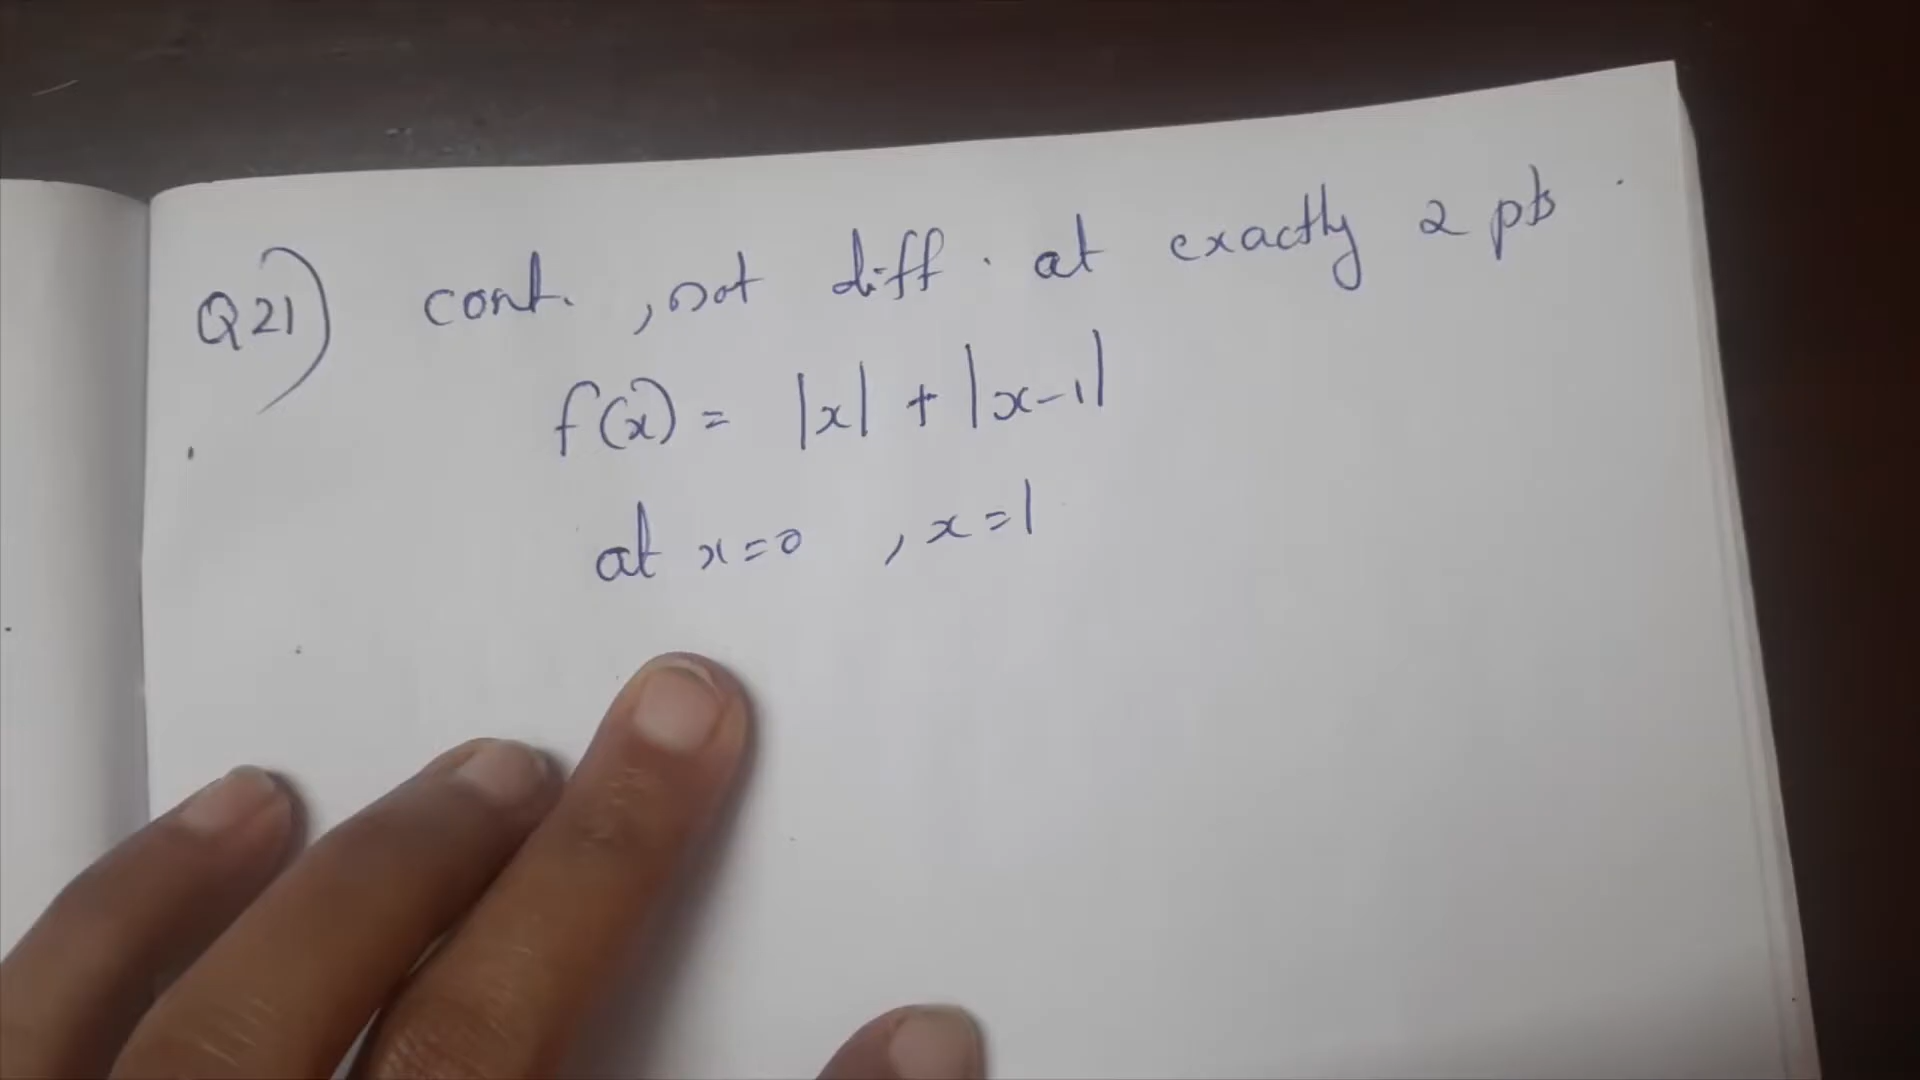 Q21) cont. , not diff. at exactly 2 pts.
f(x) = |x| + |x-1|
at x=0 , x=1